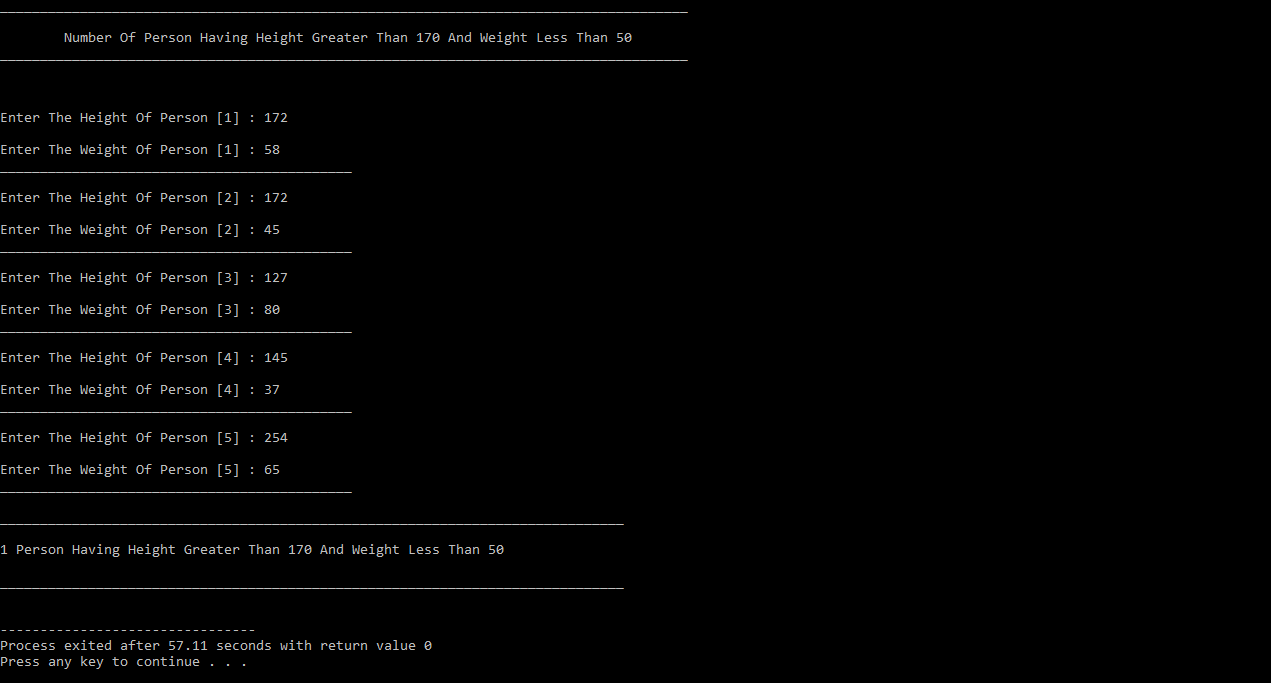 Number Of Person Having Height Greater Than 170 And Weight Less Than 50
Enter The Height Of Person [1] : 172
Enter The Weight Of Person [1] : 58
Enter The Height Of Person [2] : 172
Enter The Weight Of Person [2] : 45
Enter The Height Of Person [3] : 127
Enter The Weight Of Person [3] : 80
Enter The Height Of Person [4] : 145
Enter The Weight Of Person [4] : 37
Enter The Height Of Person [5] : 254
Enter The Weight Of Person [5] : 65
1 Person Having Height Greater Than 170 And Weight Less Than 50
--------------------------------
Process exited after 57.11 seconds with return value 0
Press any key to continue . . .